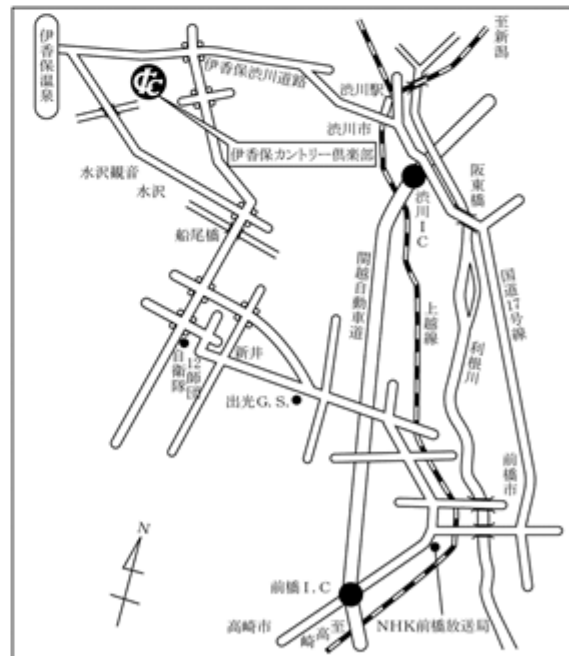 至新潟
伊香保温泉
伊香保渋川道路
渋川駅
渋川市
伊香保カントリー倶楽部
水沢観音
水沢
阪東橋
渋川I.C
船尾橋
関越自動車道
上越線
国道17号線
利根川
新井
12師団
自衛隊
出光G.S.
前橋市
N
前橋I.C
高崎市
至高崎
NHK前橋放送局